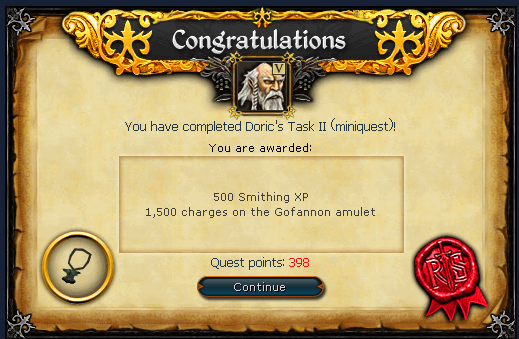 Congratulations
V
You have completed Doric's Task II (miniquest)!
You are awarded:
500 Smithing XP
1,500 charges on the Gofannon amulet
Quest points: 398
Continue
RS